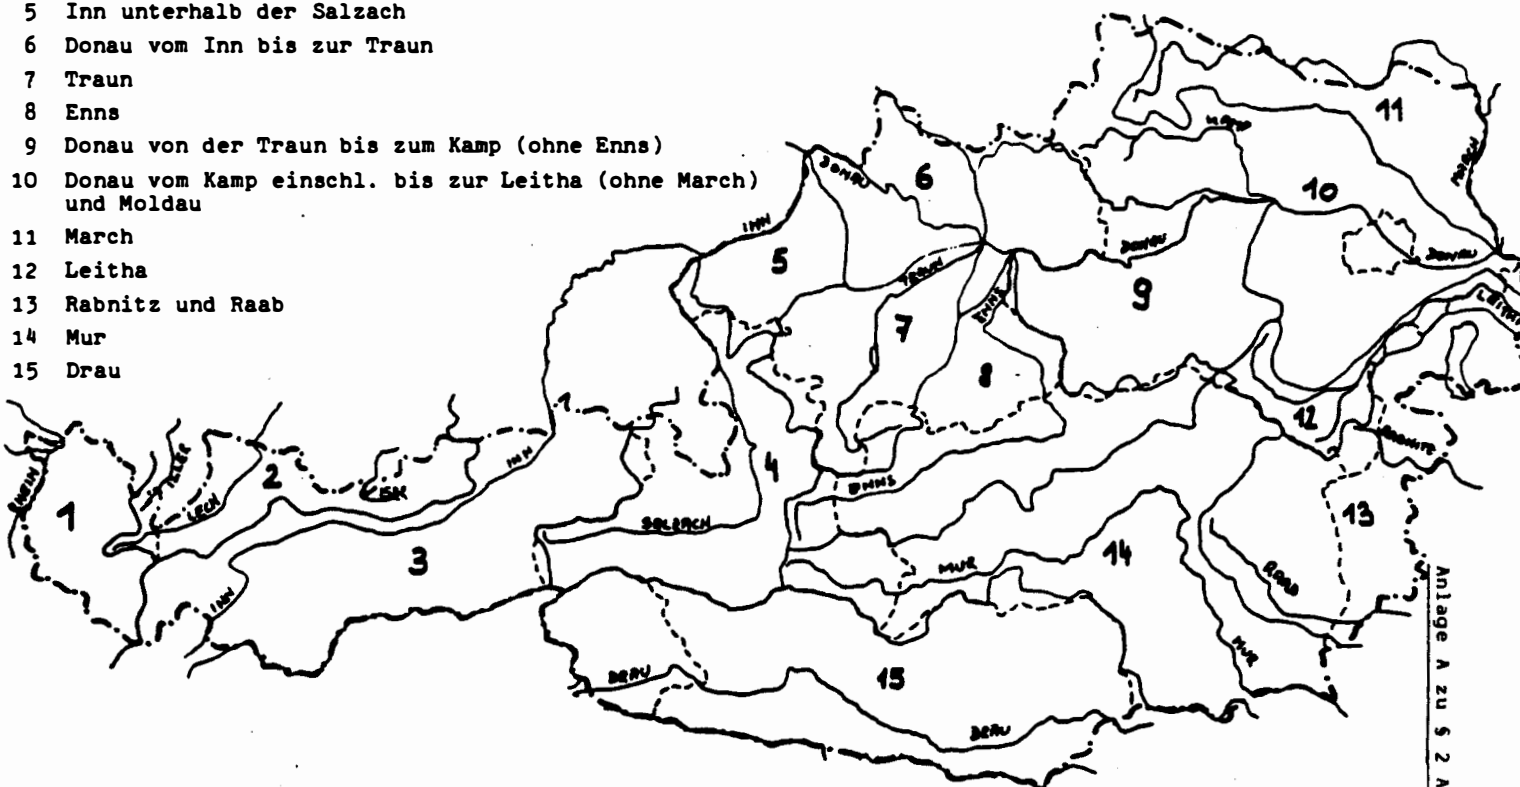 5 Inn unterhalb der Salzach
6 Donau vom Inn bis zur Traun
7 Traun
8 Enns
9 Donau von der Traun bis zum Kamp (ohne Enns)
10 Donau vom Kamp einschl. bis zur Leitha (ohne March)
und Moldau
11 March
12 Leitha
13 Rabnitz und Raab
14 Mur
15 Drau
11
KAMP
MARCH
6
DONAU
10
INN
5
DONAU
DONAU
TRAUN
9
ENNS
LEITHA
7
8
12
RABNITZ
RHEIN
ILLER
2
LECH
ISAR
INN
4
ENNS
SALZACH
1
13
3
14
MUR
INN
RAAB
MUR
DRAU
15
DRAU
Anlage A zu § 2 A